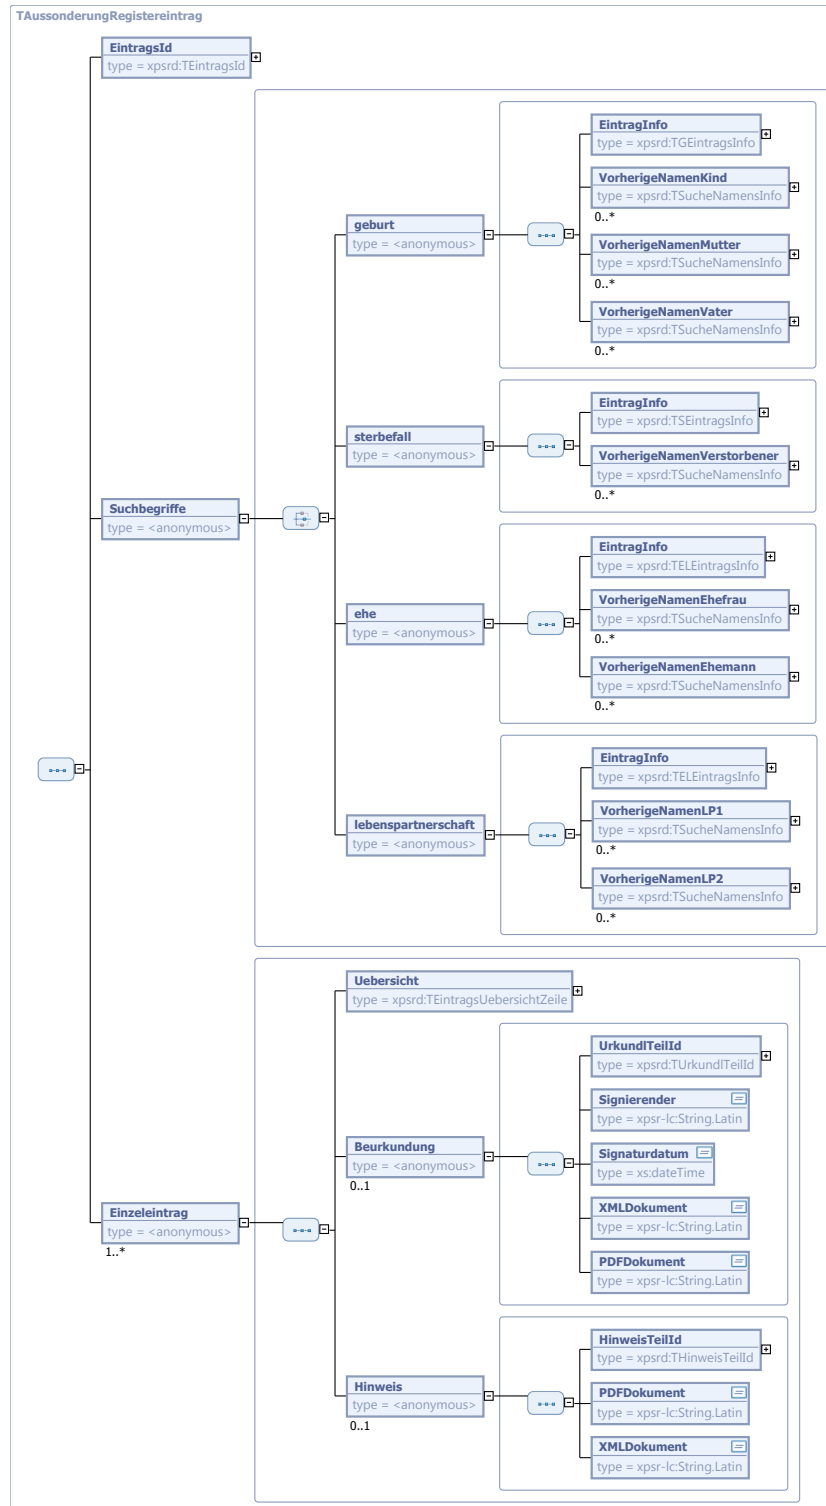 TAussonderungRegistereintrag
EintragsId
type = xpsrd:TEintragsId
EintragInfo
type = xpsrd:TGEintragsInfo
VorherigeNamenKind
type = xpsrd:TSucheNamensInfo
0..*
geburt
type = <anonymous>
VorherigeNamenMutter
type = xpsrd:TSucheNamensInfo
0..*
VorherigeNamenVater
type = xpsrd:TSucheNamensInfo
0..*
EintragInfo
type = xpsrd:TSEintragsInfo
sterbefall
type = <anonymous>
VorherigeNamenVerstorbener
type = xpsrd:TSucheNamensInfo
0..*
Suchbegriffe
type = <anonymous>
EintragInfo
type = xpsrd:TELEintragsInfo
ehe
type = <anonymous>
VorherigeNamenEhefrau
type = xpsrd:TSucheNamensInfo
0..*
VorherigeNamenEhemann
type = xpsrd:TSucheNamensInfo
0..*
EintragInfo
type = xpsrd:TELEintragsInfo
lebenspartnerschaft
type = <anonymous>
VorherigeNamenLP1
type = xpsrd:TSucheNamensInfo
0..*
VorherigeNamenLP2
type = xpsrd:TSucheNamensInfo
0..*
Uebersicht
type = xpsrd:TEintragsUebersichtZeile
UrkundlTeilId
type = xpsrd:TUrkundlTeilId
Signierender
type = xpsr-lc:String.Latin
Beurkundung
type = <anonymous>
0..1
Signaturdatum
type = xs:dateTime
XMLDokument
type = xpsr-lc:String.Latin
Einzeleintrag
type = <anonymous>
1..*
PDFDokument
type = xpsr-lc:String.Latin
HinweisTeilId
type = xpsrd:THinweisTeilId
Hinweis
type = <anonymous>
0..1
PDFDokument
type = xpsr-lc:String.Latin
XMLDokument
type = xpsr-lc:String.Latin